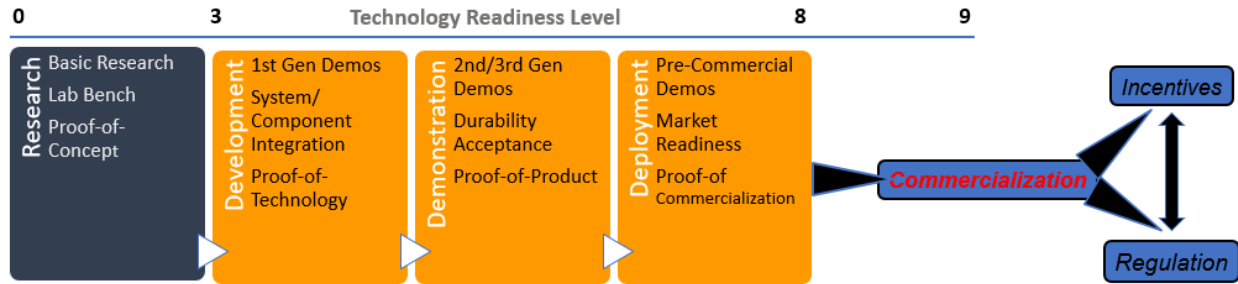 0 3 Technology Readiness Level 8 9
Research
Basic Research
Lab Bench
Proof-of-
Concept
Development
1st Gen Demos
System/
Component
Integration
Proof-of-
Technology
Demonstration
2nd/3rd Gen
Demos
Durability
Acceptance
Proof-of-Product
Deployment
Pre-Commercial
Demos
Market
Readiness
Proof-of
Commercialization
Commercialization
Incentives
Regulation